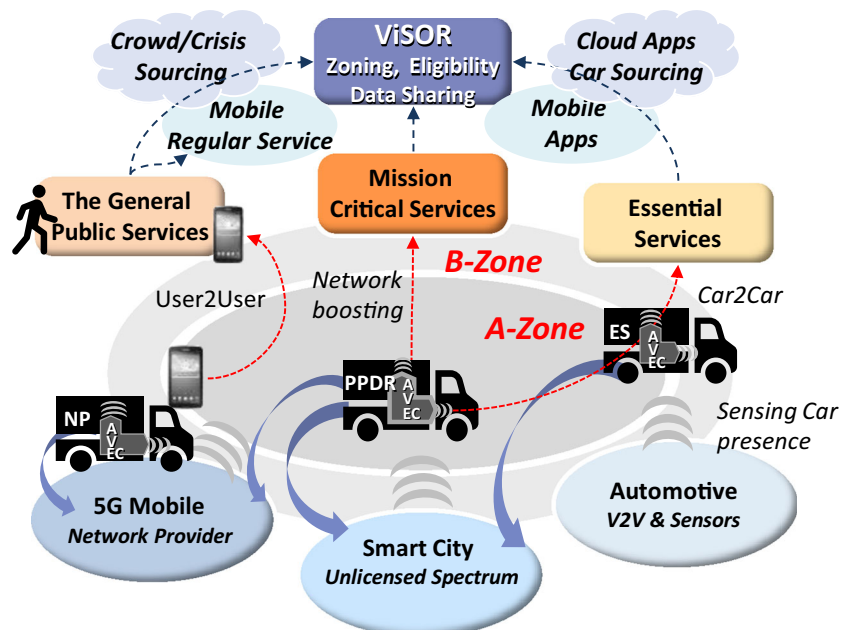 Crowd/Crisis
Sourcing
ViSOR
Zoning, Eligibility
Data Sharing
Cloud Apps
Car Sourcing
Mobile
Regular Service
Mobile
Apps
The General
Public Services
Mission
Critical Services
Essential
Services
User2User
Network
boosting
B-Zone
A-Zone
Car2Car
ES
A
V
EC
PPDR
A
V
EC
NP
A
V
EC
Sensing Car
presence
5G Mobile
Network Provider
Smart City
Unlicensed Spectrum
Automotive
V2V & Sensors